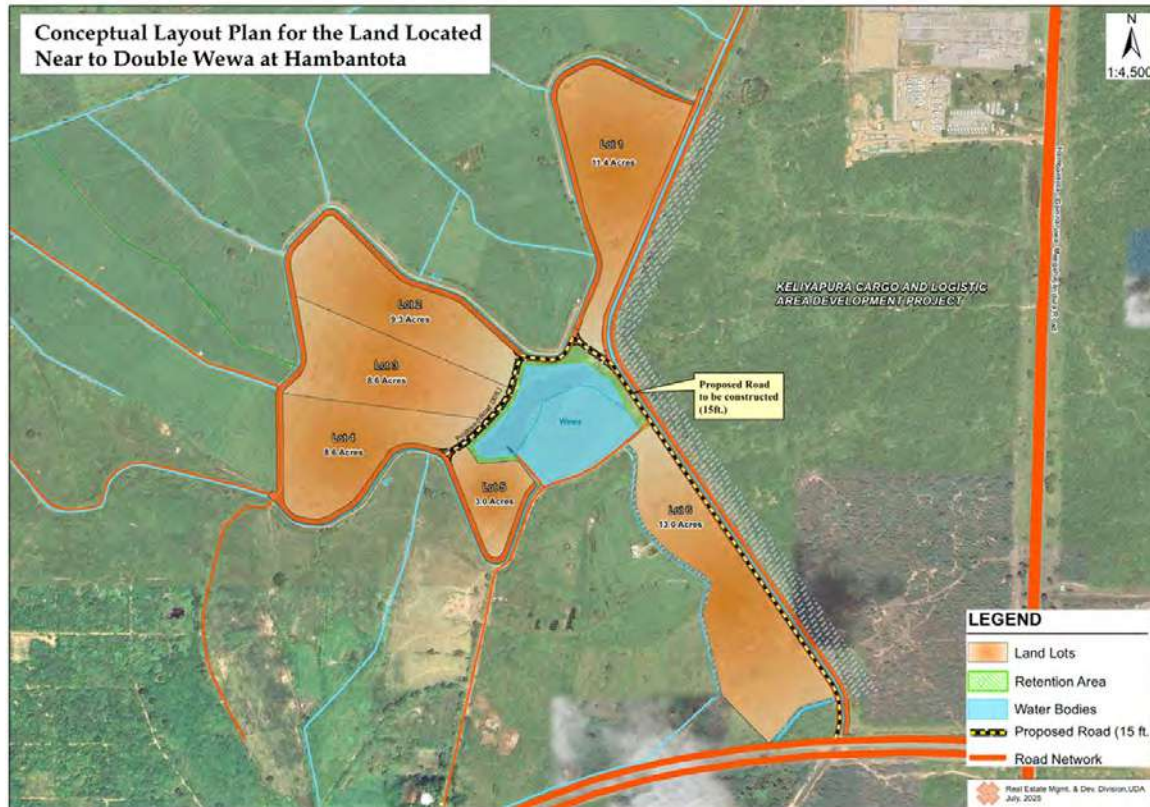 Conceptual Layout Plan for the Land Located
Near to Double Wewa at Hambantota
N
1:4,500
Lot 1
11.4 Acres
KELIYAPURA CARGO AND LOGISTIC
AREA DEVELOPMENT PROJECT
Lot 2
9.3 Acres
Lot 3
8.6 Acres
Proposed Road
to be constructed
(15ft.)
Wewa
Lot 4
8.6 Acres
Lot 5
3.0 Acres
Lot 6
13.0 Acres
LEGEND
Land Lots
Retention Area
Water Bodies
Proposed Road (15 ft.
Road Network
Real Estate Mgmt. & Dev. Division,UDA
July, 2025